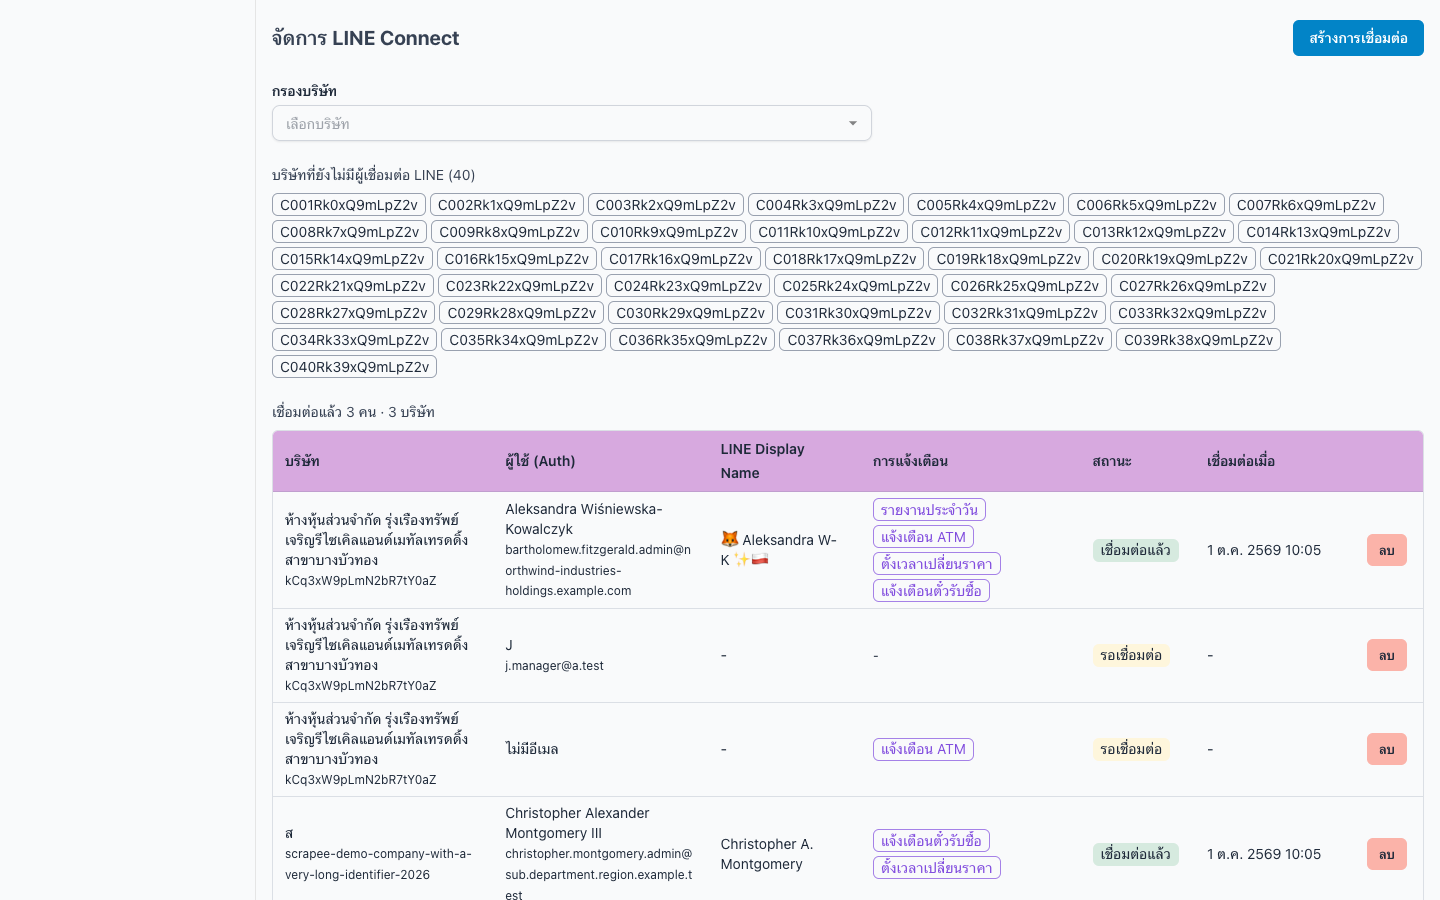 จัดการ LINE Connect
สร้างการเชื่อมต่อ
กรองบริษัท
เลือกบริษัท
บริษัทที่ยังไม่มีผู้เชื่อมต่อ LINE (40)
C001Rk0xQ9mLpZ2v C002Rk1xQ9mLpZ2v C003Rk2xQ9mLpZ2v C004Rk3xQ9mLpZ2v C005Rk4xQ9mLpZ2v C006Rk5xQ9mLpZ2v C007Rk6xQ9mLpZ2v
C008Rk7xQ9mLpZ2v C009Rk8xQ9mLpZ2v C010Rk9xQ9mLpZ2v C011Rk10xQ9mLpZ2v C012Rk11xQ9mLpZ2v C013Rk12xQ9mLpZ2v C014Rk13xQ9mLpZ2v
C015Rk14xQ9mLpZ2v C016Rk15xQ9mLpZ2v C017Rk16xQ9mLpZ2v C018Rk17xQ9mLpZ2v C019Rk18xQ9mLpZ2v C020Rk19xQ9mLpZ2v C021Rk20xQ9mLpZ2v
C022Rk21xQ9mLpZ2v C023Rk22xQ9mLpZ2v C024Rk23xQ9mLpZ2v C025Rk24xQ9mLpZ2v C026Rk25xQ9mLpZ2v C027Rk26xQ9mLpZ2v
C028Rk27xQ9mLpZ2v C029Rk28xQ9mLpZ2v C030Rk29xQ9mLpZ2v C031Rk30xQ9mLpZ2v C032Rk31xQ9mLpZ2v C033Rk32xQ9mLpZ2v
C034Rk33xQ9mLpZ2v C035Rk34xQ9mLpZ2v C036Rk35xQ9mLpZ2v C037Rk36xQ9mLpZ2v C038Rk37xQ9mLpZ2v C039Rk38xQ9mLpZ2v
C040Rk39xQ9mLpZ2v
เชื่อมต่อแล้ว 3 คน · 3 บริษัท
บริษัท
ผู้ใช้ (Auth)
LINE Display
Name
การแจ้งเตือน
สถานะ
เชื่อมต่อเมื่อ
ห้างหุ้นส่วนจำกัด รุ่งเรืองทรัพย์
เจริญรีไซเคิลแอนด์เมทัลเทรดดิ้ง
สาขาบางบัวทอง
kCq3xW9pLmN2bR7tY0aZ
Aleksandra Wiśniewska-
Kowalczyk
bartholomew.fitzgerald.admin@n
orthwind-industries-
holdings.example.com
🦊 Aleksandra W-
K ✨🇵🇱
รายงานประจำวัน
แจ้งเตือน ATM
ตั้งเวลาเปลี่ยนราคา
แจ้งเตือนตั๋วรับซื้อ
เชื่อมต่อแล้ว
1 ต.ค. 2569 10:05
ลบ
ห้างหุ้นส่วนจำกัด รุ่งเรืองทรัพย์
เจริญรีไซเคิลแอนด์เมทัลเทรดดิ้ง
สาขาบางบัวทอง
kCq3xW9pLmN2bR7tY0aZ
J
j.manager@a.test
-
-
รอเชื่อมต่อ
-
ลบ
ห้างหุ้นส่วนจำกัด รุ่งเรืองทรัพย์
เจริญรีไซเคิลแอนด์เมทัลเทรดดิ้ง
สาขาบางบัวทอง
kCq3xW9pLmN2bR7tY0aZ
ไม่มีอีเมล
-
แจ้งเตือน ATM
รอเชื่อมต่อ
-
ลบ
ส
scrapee-demo-company-with-a-
very-long-identifier-2026
Christopher Alexander
Montgomery III
christopher.montgomery.admin@
sub.department.region.example.t
est
Christopher A.
Montgomery
แจ้งเตือนตั๋วรับซื้อ
ตั้งเวลาเปลี่ยนราคา
เชื่อมต่อแล้ว
1 ต.ค. 2569 10:05
ลบ